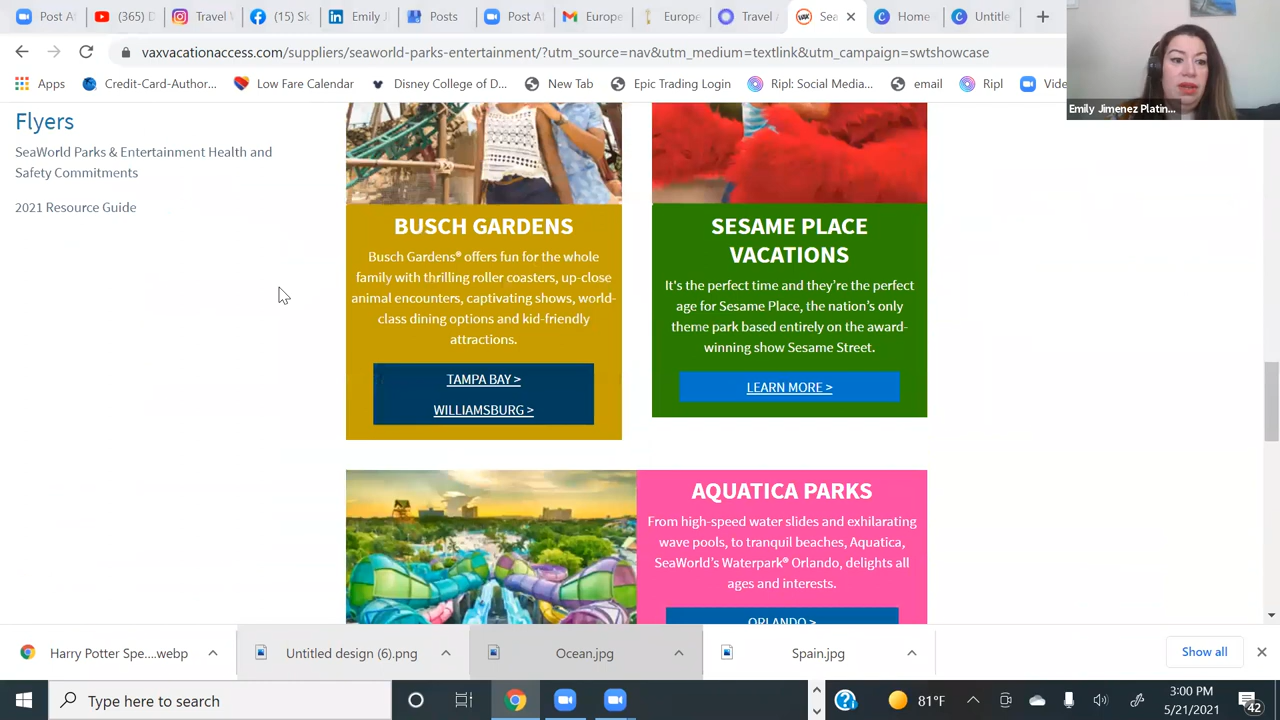 (365)
Travel
(15) Sk
In
Post A
Europe
Europe
Post At
Sea
Home
Untitle
vaxvacationaccess.com/suppliers/seaworld-parks-entertainment/?utm_source=nav&utm_medium=textlink&utm_campaign=swtshowcase
Apps
Credit-Card-Author...
Low Fare Calendar
Disney College - D...
New Tab
Epic Trading Login
Ripl: Social Media...
email
Ripl
Vide
Emily Jimenez Platin...
Flyers
SeaWorld Parks & Entertainment Health and
Safety Commitments
2021 Resource Guide
BUSCH GARDENS
Busch Gardens® offers fun for the whole
family with thrilling roller coasters, up-close
animal encounters, captivating shows, world-
class dining options and kid-friendly
attractions.
TAMPA BAY >
WILLIAMSBURG >
SESAME PLACE
VACATIONS
It's the perfect time and they're the perfect
age for Sesame Place, the nation's only
theme park based entirely on the award-
winning show Sesame Street.
LEARN MORE >
AQUATICA PARKS
From high-speed water slides and exhilarating
wave pools, to tranquil beaches, Aquatica,
SeaWorld's Waterpark® Orlando, delights all
ages and interests.
ORLANDO >
Harry Potter Spe....webp
Untitled design (6).png
Ocean.jpg
Spain.jpg
Show all
Type here to search
81°F
3:00 PM
5/21/2021
42